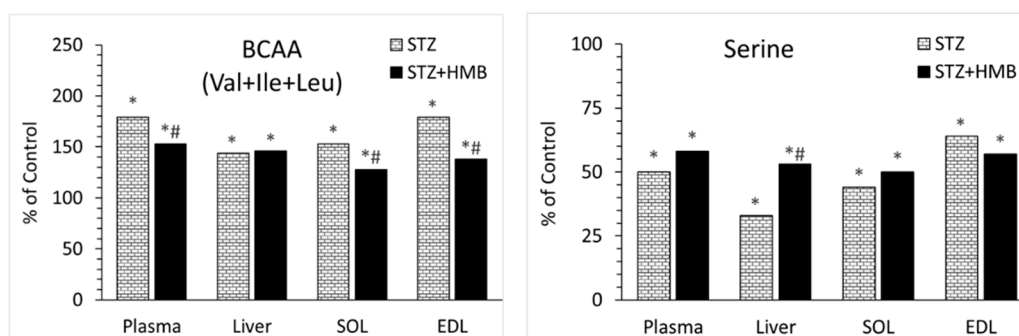 BCAA
(Val+Ile+Leu)
STZ
STZ+HMB
% of Control
250
200
150
100
50
0
*
*#
*
*
*
*#
*
*#
Plasma
Liver
SOL
EDL
Serine
STZ
STZ+HMB
% of Control
100
75
50
25
0
*
*
*
*#
*
*
*
*
Plasma
Liver
SOL
EDL